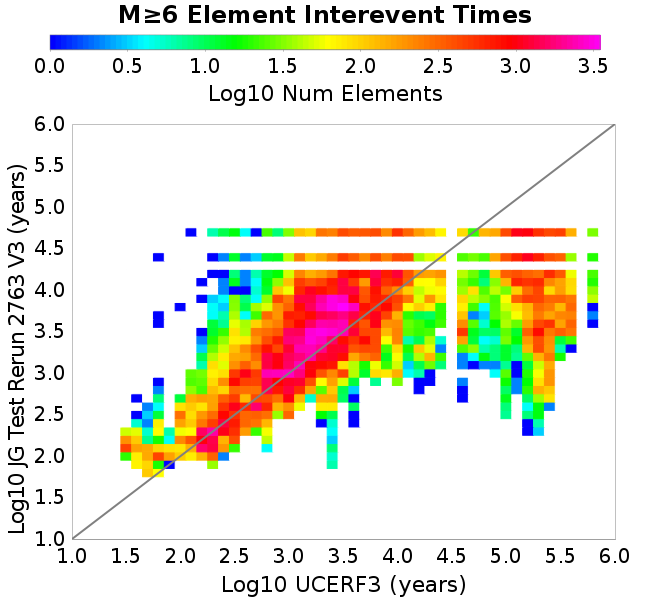 M≥6 Element Interevent Times
0.0 0.5 1.0 1.5 2.0 2.5 3.0 3.5
Log10 Num Elements
Log10 JG Test Rerun 2763 V3 (years)
6.0
5.5
5.0
4.5
4.0
3.5
3.0
2.5
2.0
1.5
1.0
1.0 1.5 2.0 2.5 3.0 3.5 4.0 4.5 5.0 5.5 6.0
Log10 UCERF3 (years)